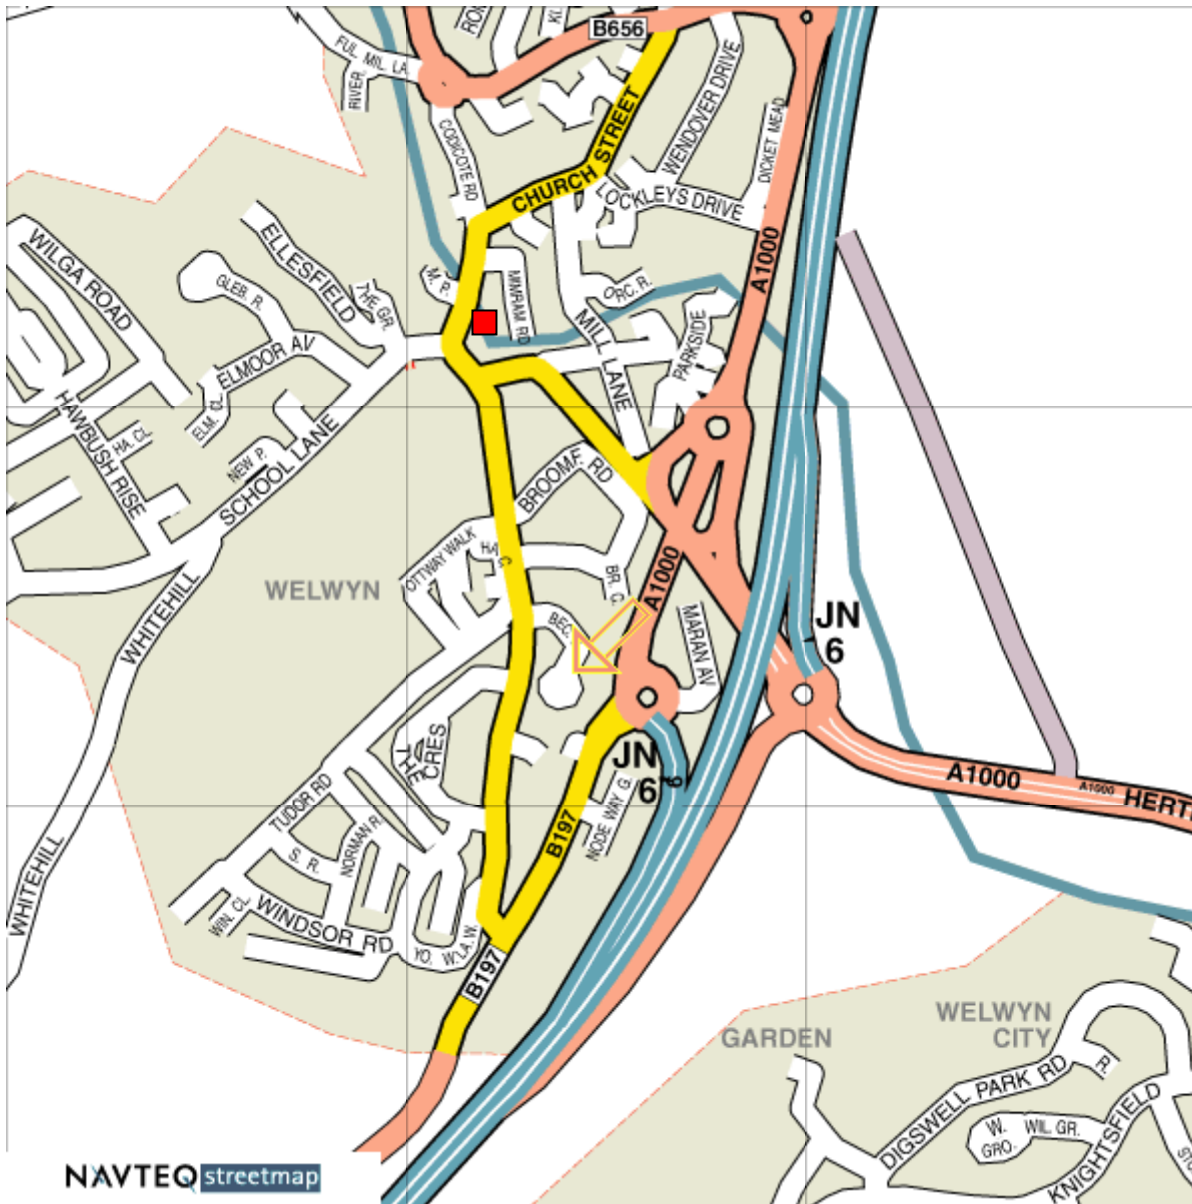 B656
KI.
FUL. MIL. LA.
RIVER.
CODICOTE RD
CHURCH STREET
WENDOVER DRIVE
DICKET MEAD
LOCKLEYS DRIVE
A1000
WILGA ROAD
ELLESFIELD
GLEB. R.
THE GR.
M. P.
MIMRAM RD
ORC. R.
MILL LANE
PARKSIDE
ELMOOR AV
ELM. CL.
HAWBUSH RISE
HA. CL.
NEW P.
SCHOOL LANE
BROOMF. RD
OTTWAY WALK
BR. C.
A1000
WELWYN
WHITEHILL
BEC.
MARAN AV
JN
6
JN
6
THE CRES
TUDOR RD
NODE WAY G.
B197
A1000
A1000
HERT
NORMAN R.
S. R.
WHITEHILL
WIN. CL.
WINDSOR RD
YO.
W.LA.W.
B197
WELWYN
GARDEN
CITY
DIGSWELL PARK RD
R.
W.
GRO.
WIL. GR.
KNIGHTSFIELD
NAVTEQ streetmap